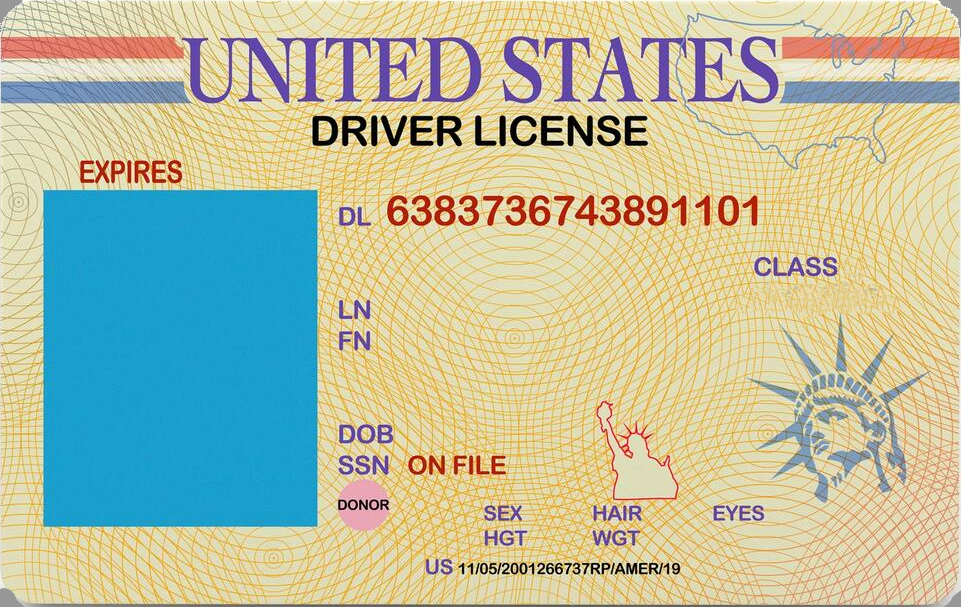 UNITED STATES
DRIVER LICENSE
EXPIRES
DL 6383736743891101
CLASS
LN
FN
DOB
SSN ON FILE
DONOR
SEX HAIR EYES
HGT WGT
US 11/05/2001266737RP/AMER/19